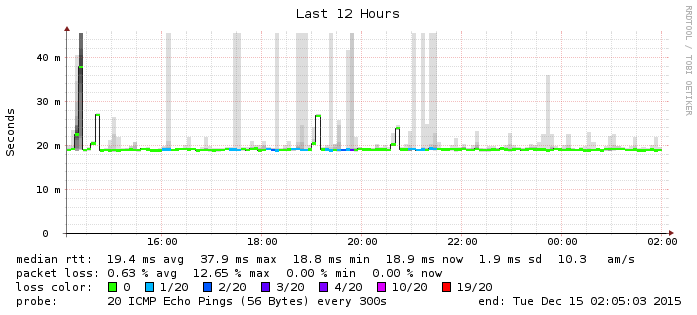 Last 12 Hours
RRDTOOL / TOBI OETIKER
Seconds
40 m
30 m
20 m
10 m
0
16:00 18:00 20:00 22:00 00:00 02:00
median rtt: 19.4 ms avg 37.9 ms max 18.8 ms min 18.9 ms now 1.9 ms sd 10.3 am/s
packet loss: 0.63 % avg 12.65 % max 0.00 % min 0.00 % now
loss color: 0 1/20 2/20 3/20 4/20 10/20 19/20
probe: 20 ICMP Echo Pings (56 Bytes) every 300s end: Tue Dec 15 02:05:03 2015